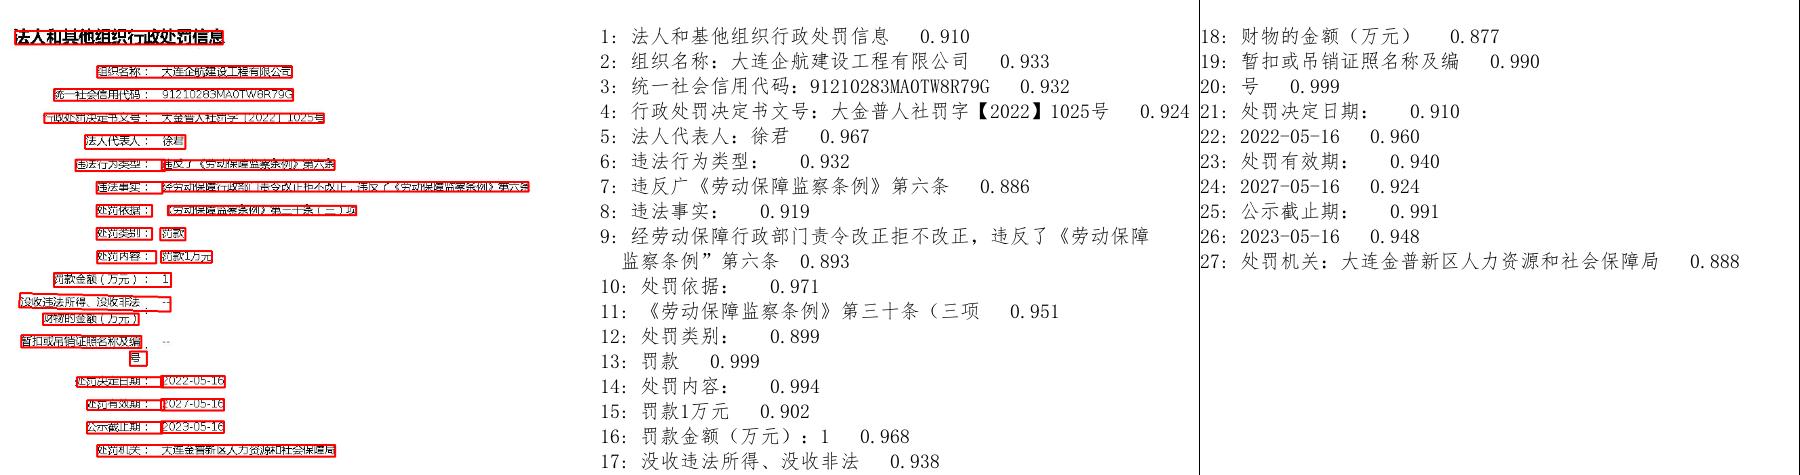 法人和其他组织行政处罚信息
组织名称： 大连企航建设工程有限公司
统一社会信用代码： 91210283MA0TW8R79G
行政处罚决定书文号： 大金普人社罚字【2022】1025号
法人代表人： 徐君
违法行为类型： 违反了《劳动保障监察条例》第六条
违法事实： 经劳动保障行政部门责令改正拒不改正，违反了《劳动保障监察条例》第六条
处罚依据： 《劳动保障监察条例》第三十条（三）项
处罚类别： 罚款
处罚内容： 罚款1万元
罚款金额（万元）： 1
没收违法所得、没收非法 --
财物的金额（万元）
暂扣或吊销证照名称及编 --
号
处罚决定日期： 2022-05-16
处罚有效期： 2027-05-16
公示截止期： 2023-05-16
处罚机关： 大连金普新区人力资源和社会保障局
1: 法人和基他组织行政处罚信息 0.910
2: 组织名称：大连企航建设工程有限公司 0.933
3: 统一社会信用代码：91210283MA0TW8R79G 0.932
4: 行政处罚决定书文号：大金普人社罚字【2022】1025号 0.924
5: 法人代表人：徐君 0.967
6: 违法行为类型： 0.932
7: 违反广《劳动保障监察条例》第六条 0.886
8: 违法事实： 0.919
9: 经劳动保障行政部门责令改正拒不改正，违反了《劳动保障
监察条例”第六条 0.893
10: 处罚依据： 0.971
11: 《劳动保障监察条例》第三十条（三项 0.951
12: 处罚类别： 0.899
13: 罚款 0.999
14: 处罚内容： 0.994
15: 罚款1万元 0.902
16: 罚款金额（万元）：1 0.968
17: 没收违法所得、没收非法 0.938
18: 财物的金额（万元） 0.877
19: 暂扣或吊销证照名称及编 0.990
20: 号 0.999
21: 处罚决定日期： 0.910
22: 2022-05-16 0.960
23: 处罚有效期： 0.940
24: 2027-05-16 0.924
25: 公示截止期： 0.991
26: 2023-05-16 0.948
27: 处罚机关：大连金普新区人力资源和社会保障局 0.888